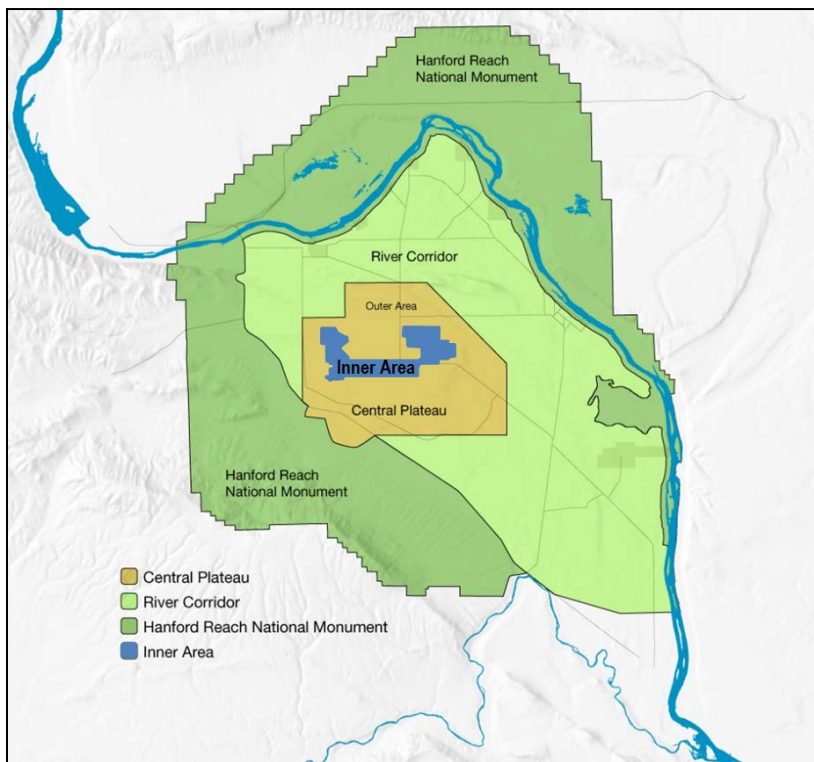 Hanford Reach
National Monument
River Corridor
Outer Area
Inner Area
Central Plateau
Hanford Reach
National Monument
Central Plateau
River Corridor
Hanford Reach National Monument
Inner Area